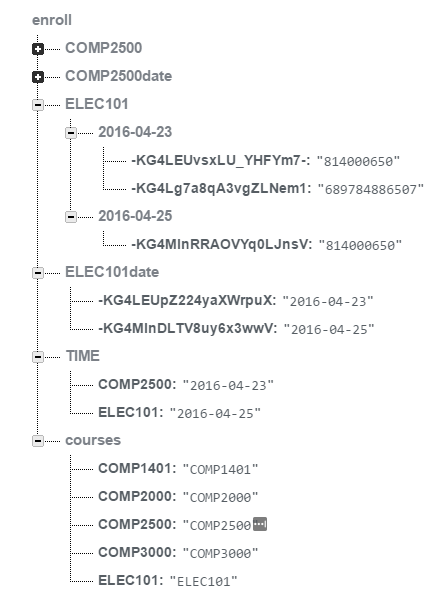 enroll
COMP2500
COMP2500date
ELEC101
2016-04-23
-KG4LEUvsxLU_YHFYm7-: "814000650"
-KG4Lg7a8qA3vgZLNem1: "689784886507"
2016-04-25
-KG4MlnRRAOVYq0LJnsV: "814000650"
ELEC101date
-KG4LEUpZ224yaXWrpuX: "2016-04-23"
-KG4MlnDLTV8uy6x3wwV: "2016-04-25"
TIME
COMP2500: "2016-04-23"
ELEC101: "2016-04-25"
courses
COMP1401: "COMP1401"
COMP2000: "COMP2000"
COMP2500: "COMP2500
COMP3000: "COMP3000"
ELEC101: "ELEC101"